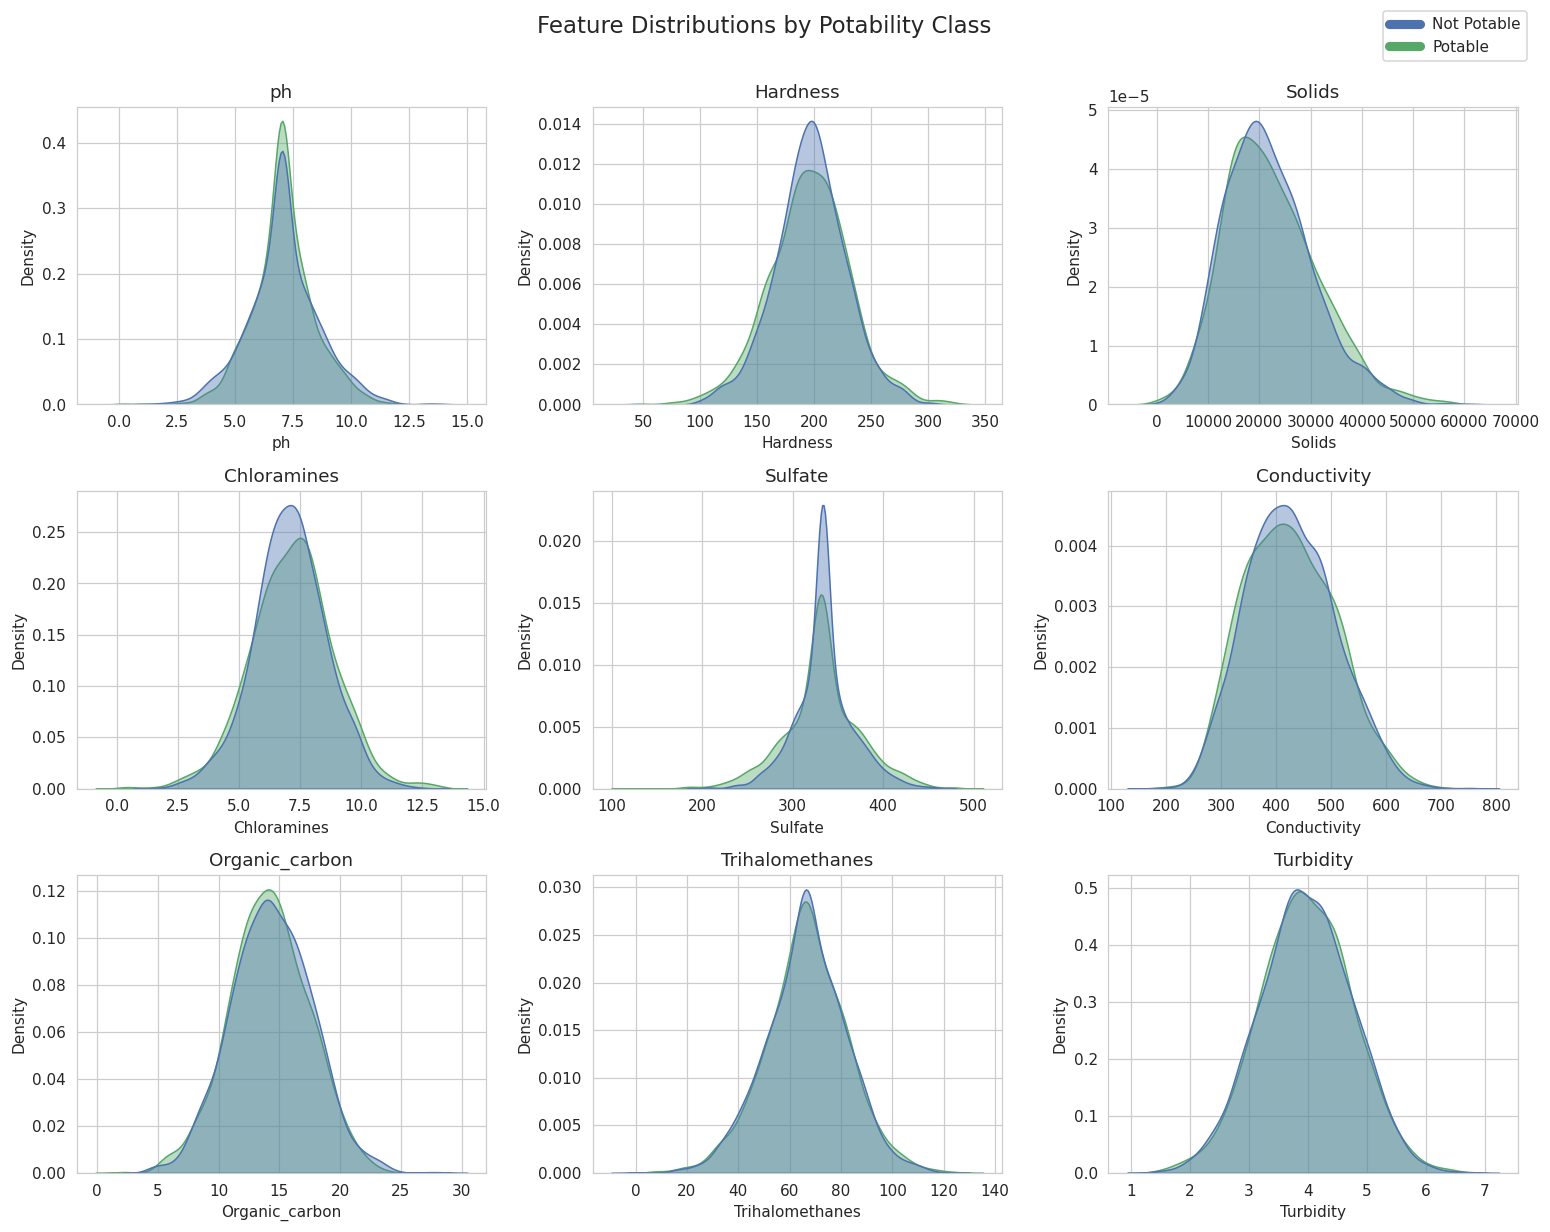 Feature Distributions by Potability Class
Not Potable
Potable
ph
0.4
0.3
0.2
0.1
0.0
Density
0.0 2.5 5.0 7.5 10.0 12.5 15.0
ph
Hardness
0.014
0.012
0.010
0.008
0.006
0.004
0.002
0.000
Density
50 100 150 200 250 300 350
Hardness
Solids
1e−5
5
4
3
2
1
0
Density
0 10000 20000 30000 40000 50000 60000 70000
Solids
Chloramines
0.25
0.20
0.15
0.10
0.05
0.00
Density
0.0 2.5 5.0 7.5 10.0 12.5 15.0
Chloramines
Sulfate
0.020
0.015
0.010
0.005
0.000
Density
100 200 300 400 500
Sulfate
Conductivity
0.004
0.003
0.002
0.001
0.000
Density
100 200 300 400 500 600 700 800
Conductivity
Organic_carbon
0.12
0.10
0.08
0.06
0.04
0.02
0.00
Density
0 5 10 15 20 25 30
Organic_carbon
Trihalomethanes
0.030
0.025
0.020
0.015
0.010
0.005
0.000
Density
0 20 40 60 80 100 120 140
Trihalomethanes
Turbidity
0.5
0.4
0.3
0.2
0.1
0.0
Density
1 2 3 4 5 6 7
Turbidity